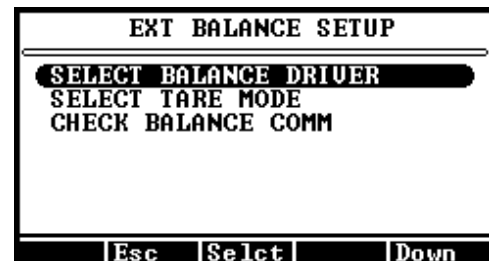 EXT BALANCE SETUP
SELECT BALANCE DRIVER
SELECT TARE MODE
CHECK BALANCE COMM
Esc Selct Down